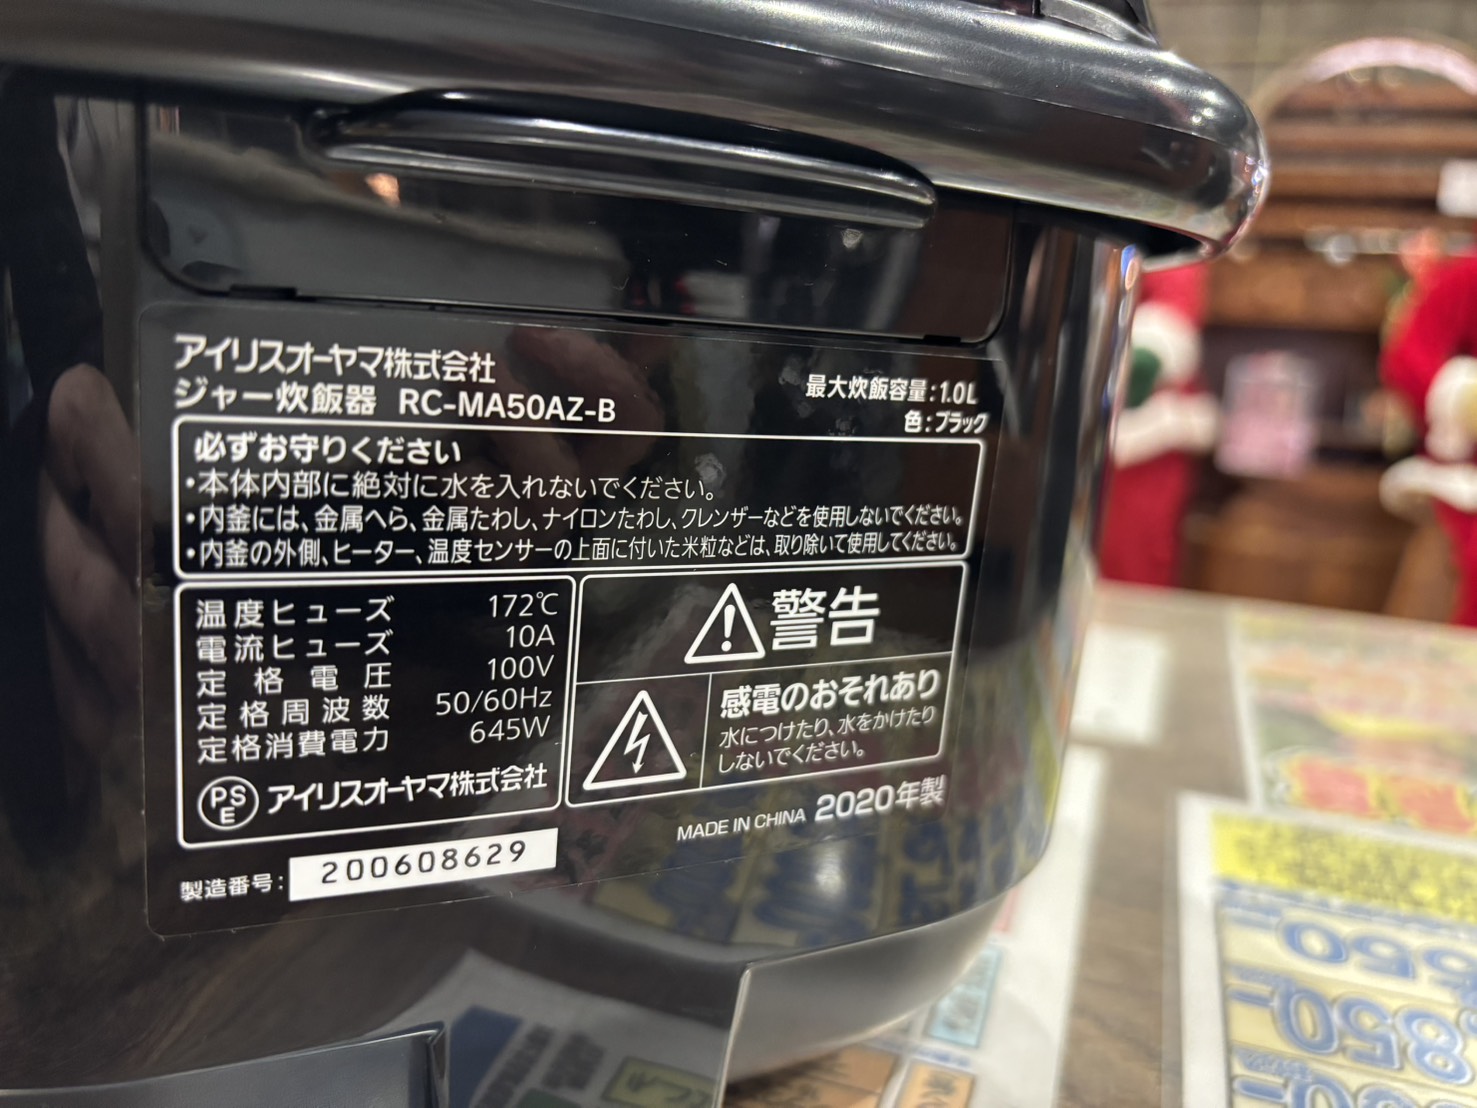 アイリスオーヤマ株式会社
ジャー炊飯器 RC-MA50AZ-B
最大炊飯容量:1.0L
色:ブラック
必ずお守りください
・本体内部に絶対に水を入れないでください。
・内釜には、金属へら、金属たわし、ナイロンたわし、クレンザーなどを使用しないでください。
・内釜の外側、ヒーター、温度センサーの上面に付いた米粒などは、取り除いて使用してください。
温度ヒューズ 172℃
電流ヒューズ 10A
定格電圧 100V
定格周波数 50/60Hz
定格消費電力 645W
PSE アイリスオーヤマ株式会社
警告
感電のおそれあり
水につけたり、水をかけたり
しないでください。
MADE IN CHINA 2020年製
製造番号: 200608629